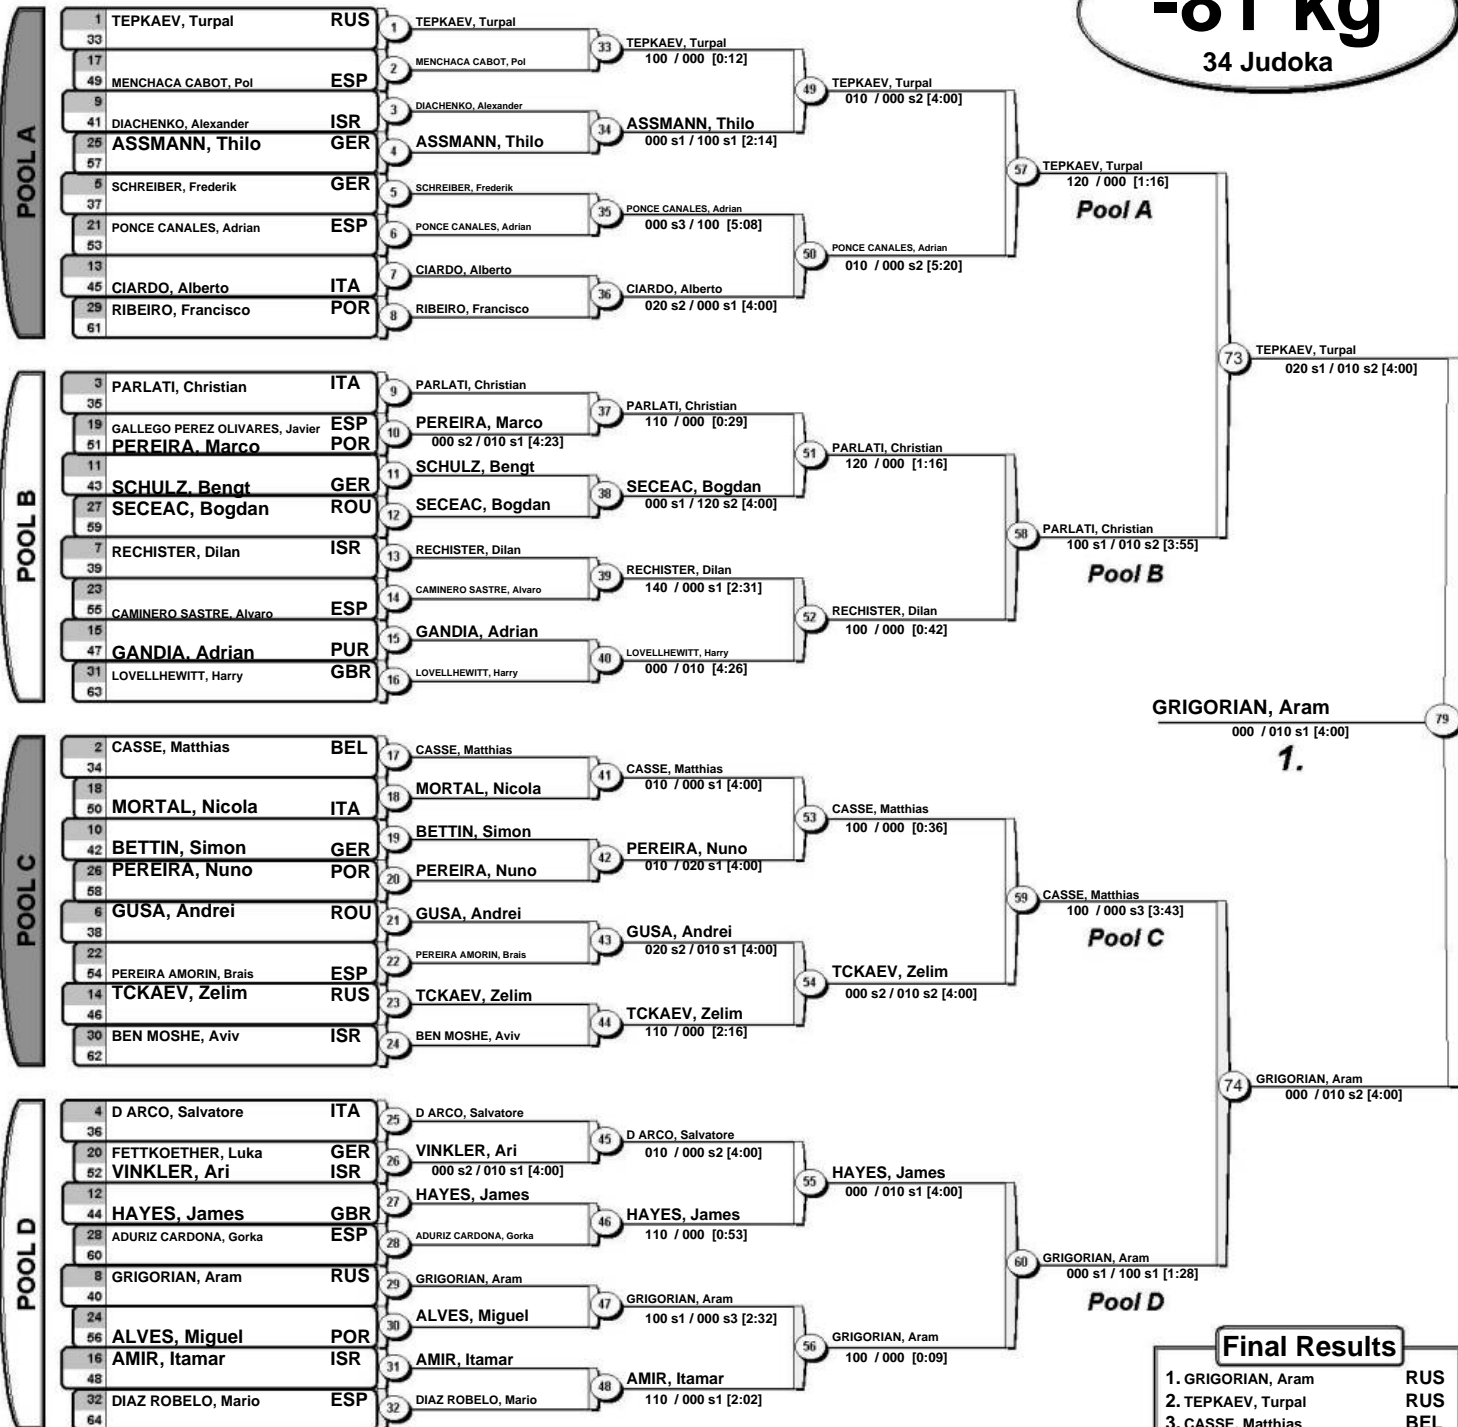 -81 kg
34 Judoka
POOL A
1 TEPKAEV, Turpal RUS
33
17
49 MENCHACA CABOT, Pol ESP
9
41 DIACHENKO, Alexander ISR
25 ASSMANN, Thilo GER
57
5 SCHREIBER, Frederik GER
37
21 PONCE CANALES, Adrian ESP
53
13
45 CIARDO, Alberto ITA
29 RIBEIRO, Francisco POR
61
1 TEPKAEV, Turpal
2 MENCHACA CABOT, Pol
3 DIACHENKO, Alexander
4 ASSMANN, Thilo
5 SCHREIBER, Frederik
6 PONCE CANALES, Adrian
7 CIARDO, Alberto
8 RIBEIRO, Francisco
33 TEPKAEV, Turpal
100 / 000 [0:12]
34 ASSMANN, Thilo
000 s1 / 100 s1 [2:14]
35 PONCE CANALES, Adrian
000 s3 / 100 [5:08]
36 CIARDO, Alberto
020 s2 / 000 s1 [4:00]
49 TEPKAEV, Turpal
010 / 000 s2 [4:00]
50 PONCE CANALES, Adrian
010 / 000 s2 [5:20]
57 TEPKAEV, Turpal
120 / 000 [1:16]
Pool A
POOL B
3 PARLATI, Christian ITA
35
19 GALLEGO PEREZ OLIVARES, Javier ESP
51 PEREIRA, Marco POR
11
43 SCHULZ, Bengt GER
27 SECEAC, Bogdan ROU
59
7 RECHISTER, Dilan ISR
39
23
55 CAMINERO SASTRE, Alvaro ESP
15
47 GANDIA, Adrian PUR
31 LOVELLHEWITT, Harry GBR
63
9 PARLATI, Christian
10 PEREIRA, Marco
000 s2 / 010 s1 [4:23]
11 SCHULZ, Bengt
12 SECEAC, Bogdan
13 RECHISTER, Dilan
14 CAMINERO SASTRE, Alvaro
15 GANDIA, Adrian
16 LOVELLHEWITT, Harry
37 PARLATI, Christian
110 / 000 [0:29]
38 SECEAC, Bogdan
000 s1 / 120 s2 [4:00]
39 RECHISTER, Dilan
140 / 000 s1 [2:31]
40 LOVELLHEWITT, Harry
000 / 010 [4:26]
51 PARLATI, Christian
120 / 000 [1:16]
52 RECHISTER, Dilan
100 / 000 [0:42]
58 PARLATI, Christian
100 s1 / 010 s2 [3:55]
Pool B
73 TEPKAEV, Turpal
020 s1 / 010 s2 [4:00]
GRIGORIAN, Aram 79
000 / 010 s1 [4:00]
1.
POOL C
2 CASSE, Matthias BEL
34
18
50 MORTAL, Nicola ITA
10
42 BETTIN, Simon GER
26 PEREIRA, Nuno POR
58
6 GUSA, Andrei ROU
38
22
54 PEREIRA AMORIN, Brais ESP
14 TCKAEV, Zelim RUS
46
30 BEN MOSHE, Aviv ISR
62
17 CASSE, Matthias
18 MORTAL, Nicola
19 BETTIN, Simon
20 PEREIRA, Nuno
21 GUSA, Andrei
22 PEREIRA AMORIN, Brais
23 TCKAEV, Zelim
24 BEN MOSHE, Aviv
41 CASSE, Matthias
010 / 000 s1 [4:00]
42 PEREIRA, Nuno
010 / 020 s1 [4:00]
43 GUSA, Andrei
020 s2 / 010 s1 [4:00]
44 TCKAEV, Zelim
110 / 000 [2:16]
53 CASSE, Matthias
100 / 000 [0:36]
54 TCKAEV, Zelim
000 s2 / 010 s2 [4:00]
59 CASSE, Matthias
100 / 000 s3 [3:43]
Pool C
POOL D
4 D ARCO, Salvatore ITA
36
20 FETTKOETHER, Luka GER
52 VINKLER, Ari ISR
12
44 HAYES, James GBR
28 ADURIZ CARDONA, Gorka ESP
60
8 GRIGORIAN, Aram RUS
40
24
56 ALVES, Miguel POR
16 AMIR, Itamar ISR
48
32 DIAZ ROBELO, Mario ESP
64
25 D ARCO, Salvatore
26 VINKLER, Ari
000 s2 / 010 s1 [4:00]
27 HAYES, James
28 ADURIZ CARDONA, Gorka
29 GRIGORIAN, Aram
30 ALVES, Miguel
31 AMIR, Itamar
32 DIAZ ROBELO, Mario
45 D ARCO, Salvatore
010 / 000 s2 [4:00]
46 HAYES, James
110 / 000 [0:53]
47 GRIGORIAN, Aram
100 s1 / 000 s3 [2:32]
48 AMIR, Itamar
110 / 000 s1 [2:02]
55 HAYES, James
000 / 010 s1 [4:00]
56 GRIGORIAN, Aram
100 / 000 [0:09]
60 GRIGORIAN, Aram
000 s1 / 100 s1 [1:28]
Pool D
74 GRIGORIAN, Aram
000 / 010 s2 [4:00]
Final Results
1. GRIGORIAN, Aram RUS
2. TEPKAEV, Turpal RUS
3. CASSE, Matthias BEL